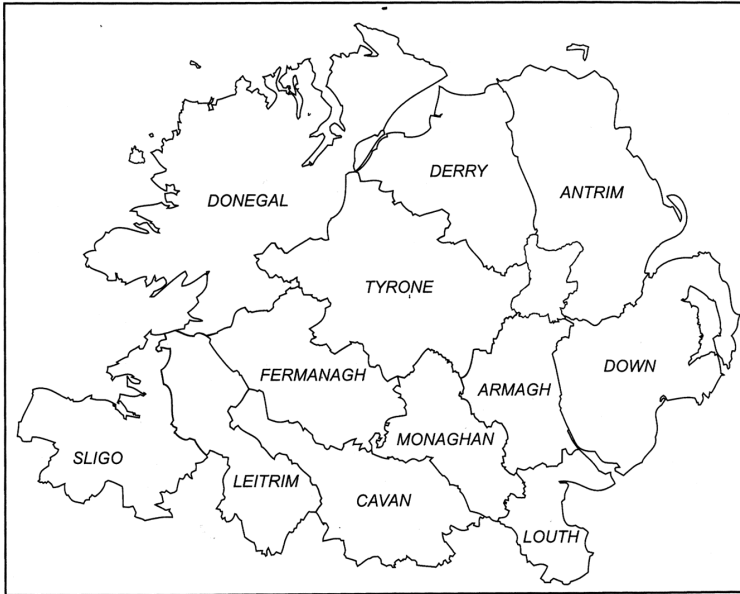 DONEGAL
DERRY
ANTRIM
TYRONE
FERMANAGH
ARMAGH
DOWN
MONAGHAN
SLIGO
LEITRIM
CAVAN
LOUTH